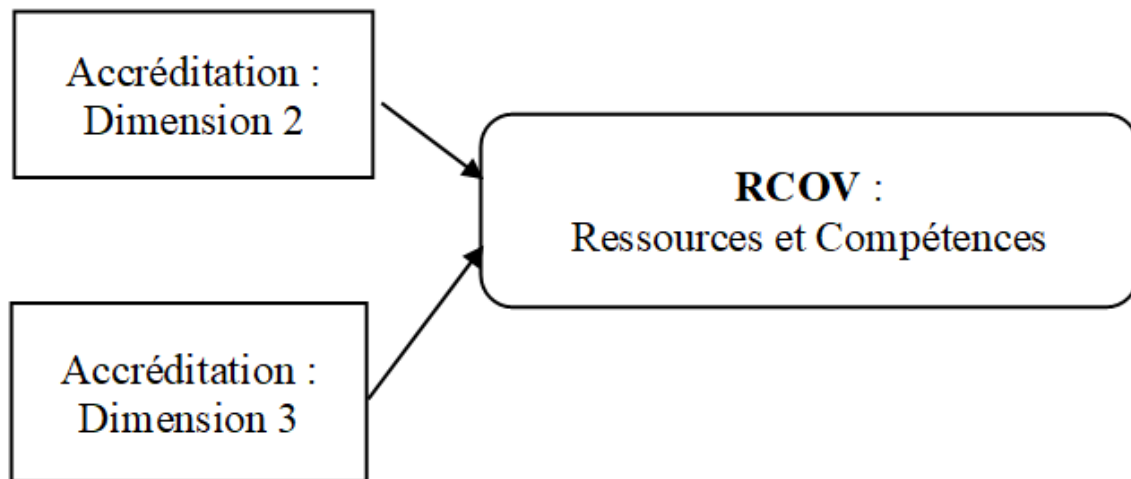 Accréditation :
Dimension 2
RCOV :
Ressources et Compétences
Accréditation :
Dimension 3